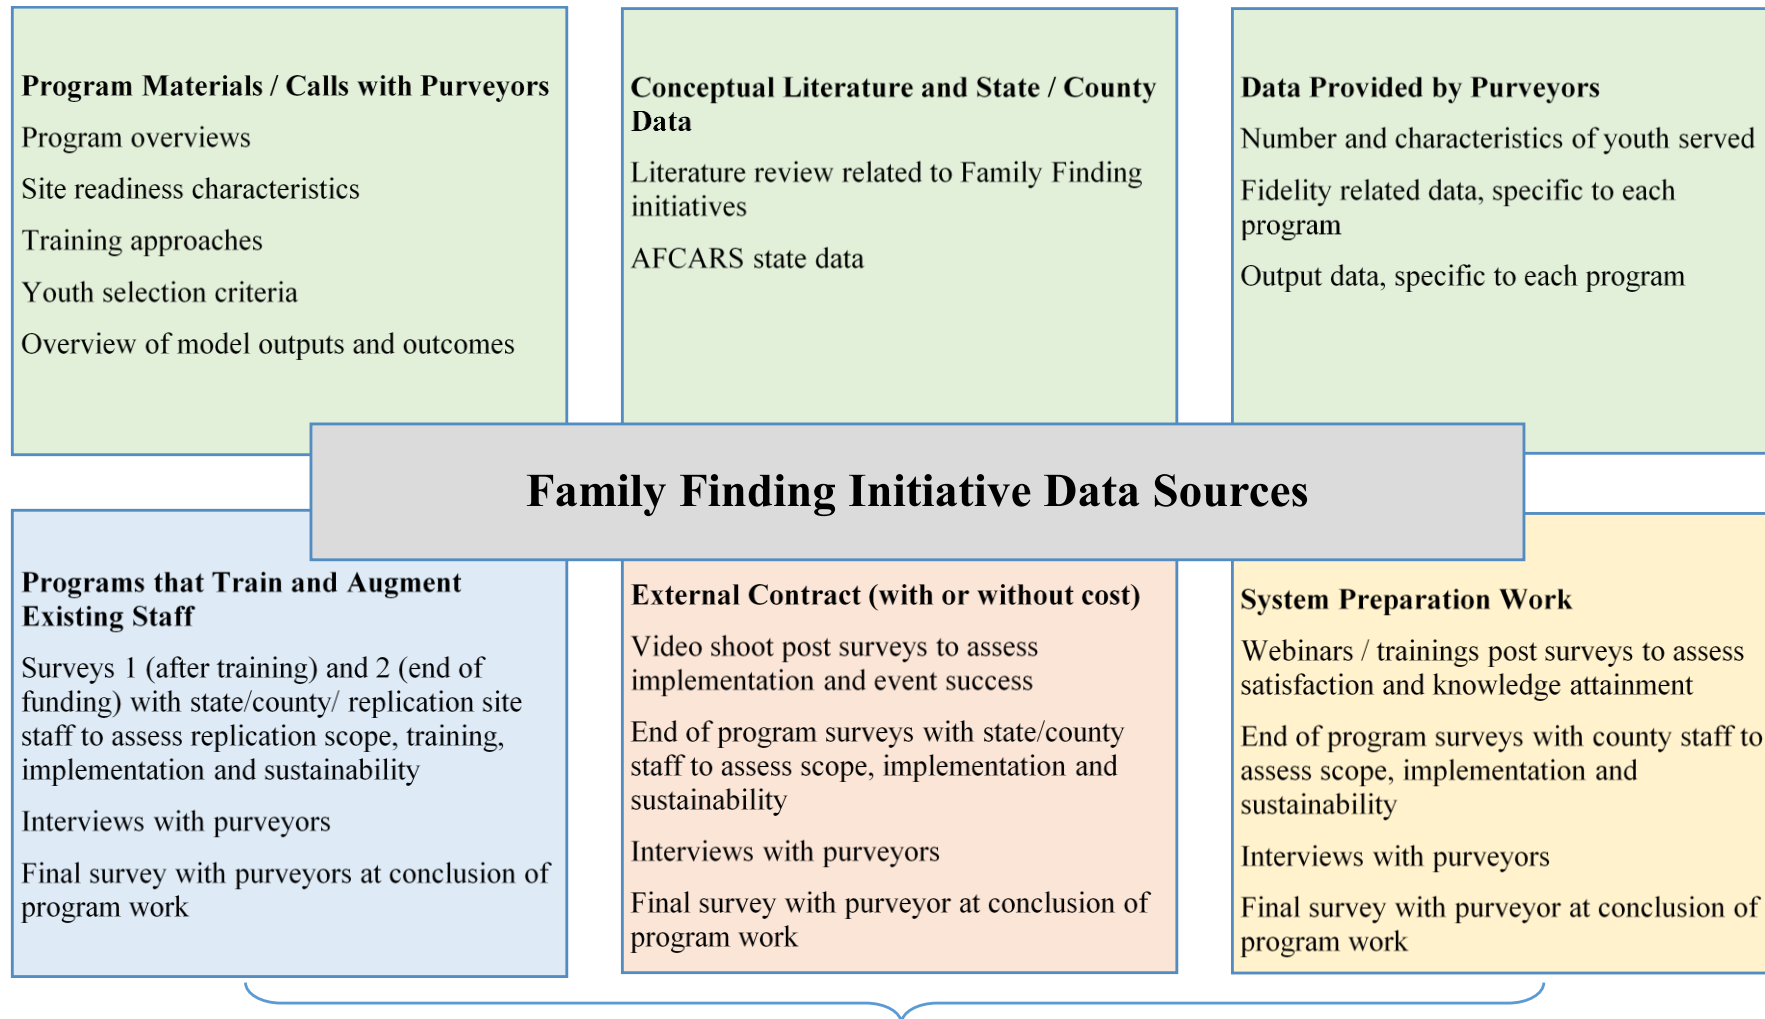 Program Materials / Calls with Purveyors
Program overviews
Site readiness characteristics
Training approaches
Youth selection criteria
Overview of model outputs and outcomes
Conceptual Literature and State / County
Data
Literature review related to Family Finding
initiatives
AFCARS state data
Data Provided by Purveyors
Number and characteristics of youth served
Fidelity related data, specific to each
program
Output data, specific to each program
Family Finding Initiative Data Sources
Programs that Train and Augment
Existing Staff
Surveys 1 (after training) and 2 (end of
funding) with state/county/ replication site
staff to assess replication scope, training,
implementation and sustainability
Interviews with purveyors
Final survey with purveyors at conclusion of
program work
External Contract (with or without cost)
Video shoot post surveys to assess
implementation and event success
End of program surveys with state/county
staff to assess scope, implementation and
sustainability
Interviews with purveyors
Final survey with purveyor at conclusion of
program work
System Preparation Work
Webinars / trainings post surveys to assess
satisfaction and knowledge attainment
End of program surveys with county staff to
assess scope, implementation and
sustainability
Interviews with purveyors
Final survey with purveyor at conclusion of
program work